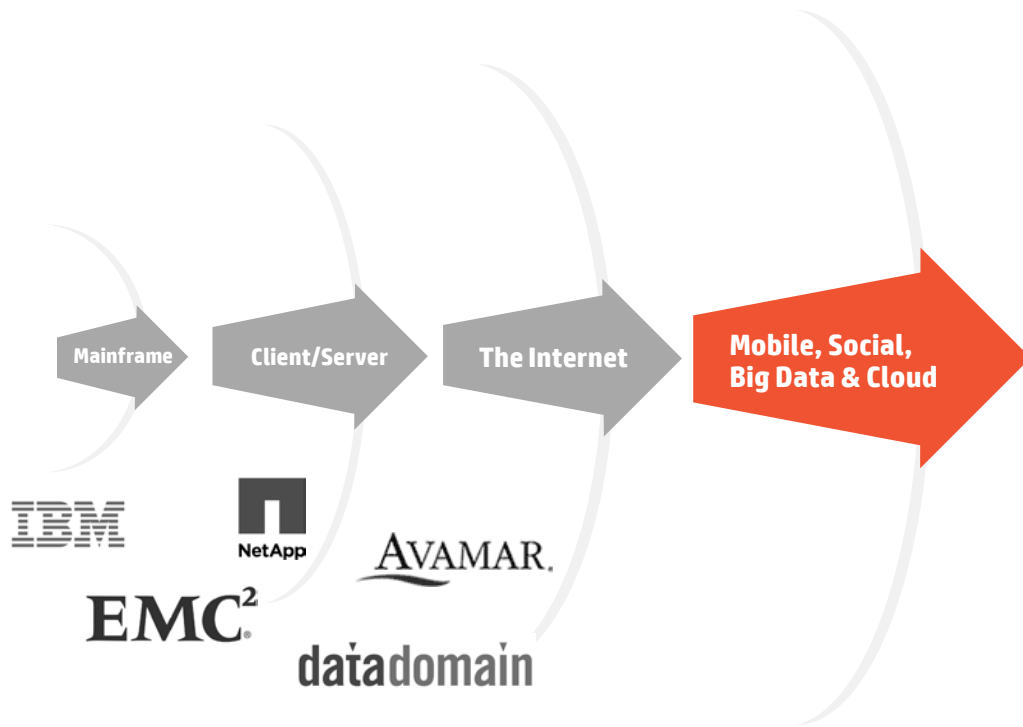 Mainframe
Client/Server
The Internet
Mobile, Social,
Big Data & Cloud
IBM
NetApp
AVAMAR®
EMC²®
datadomain